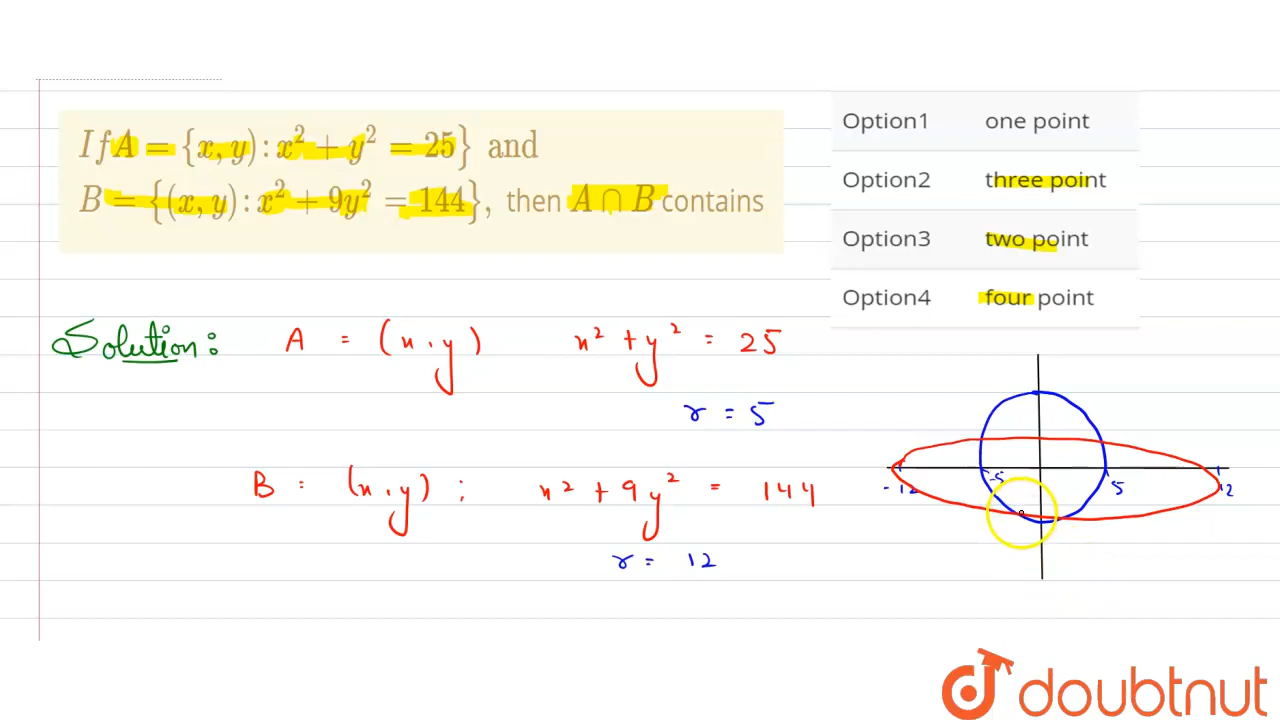 If A = {x, y) : x² + y² = 25} and
B = {(x, y) : x² + 9y² = 144}, then A ∩ B contains
Option1 one point
Option2 three point
Option3 two point
Option4 four point
Solution: A = (x, y) x² + y² = 25
r = 5
B : (x, y) ; x² + 9y² = 144
r = 12
-12 -5 5 12
doubtnut